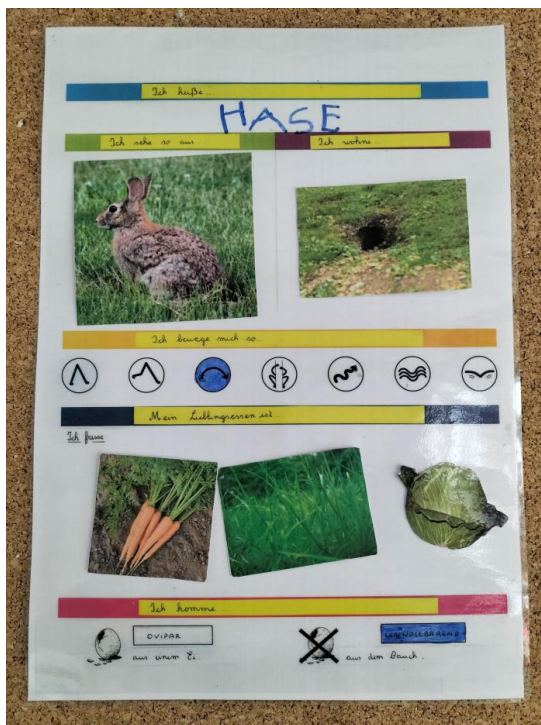 Ich heiße...
HASE
Ich sehe so aus
Ich wohne...
Ich bewege mich so...
Mein Lieblingsessen ist...
Ich fresse
Ich komme
OVIPAR
LEBENDGEBÄREND
aus einem Ei.
aus dem Bauch.